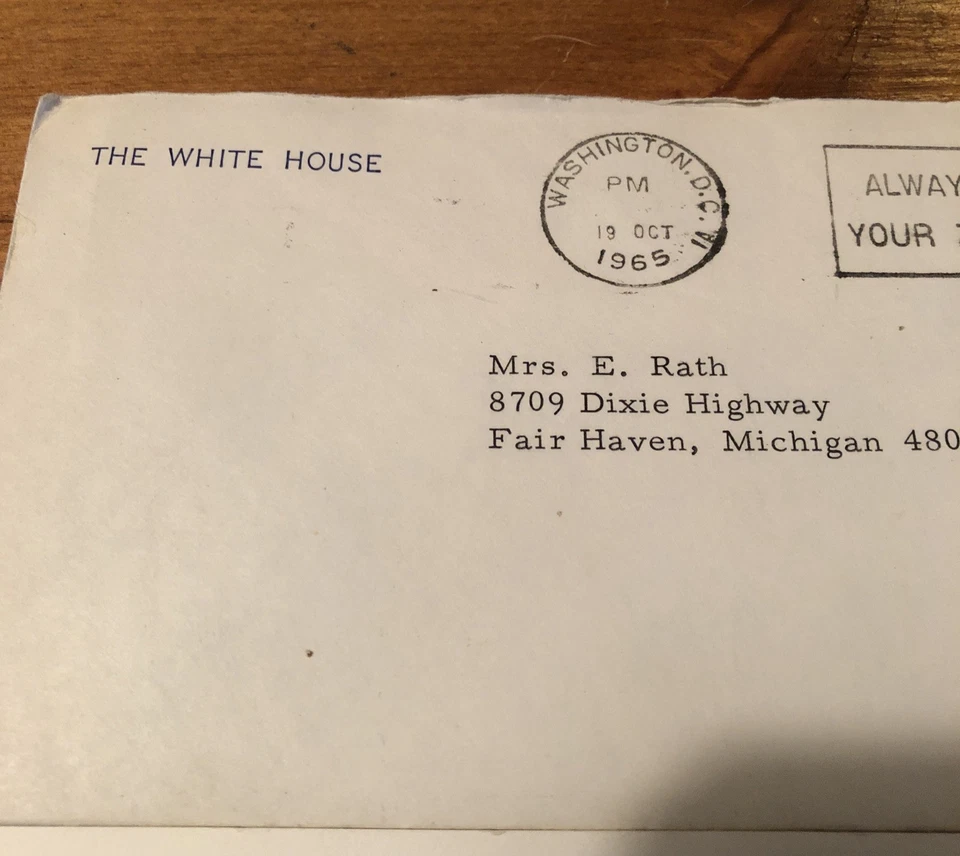 THE WHITE HOUSE
WASHINGTON, D.C.
PM
19 OCT
1965
ALWAY
YOUR
Mrs. E. Rath
8709 Dixie Highway
Fair Haven, Michigan 480